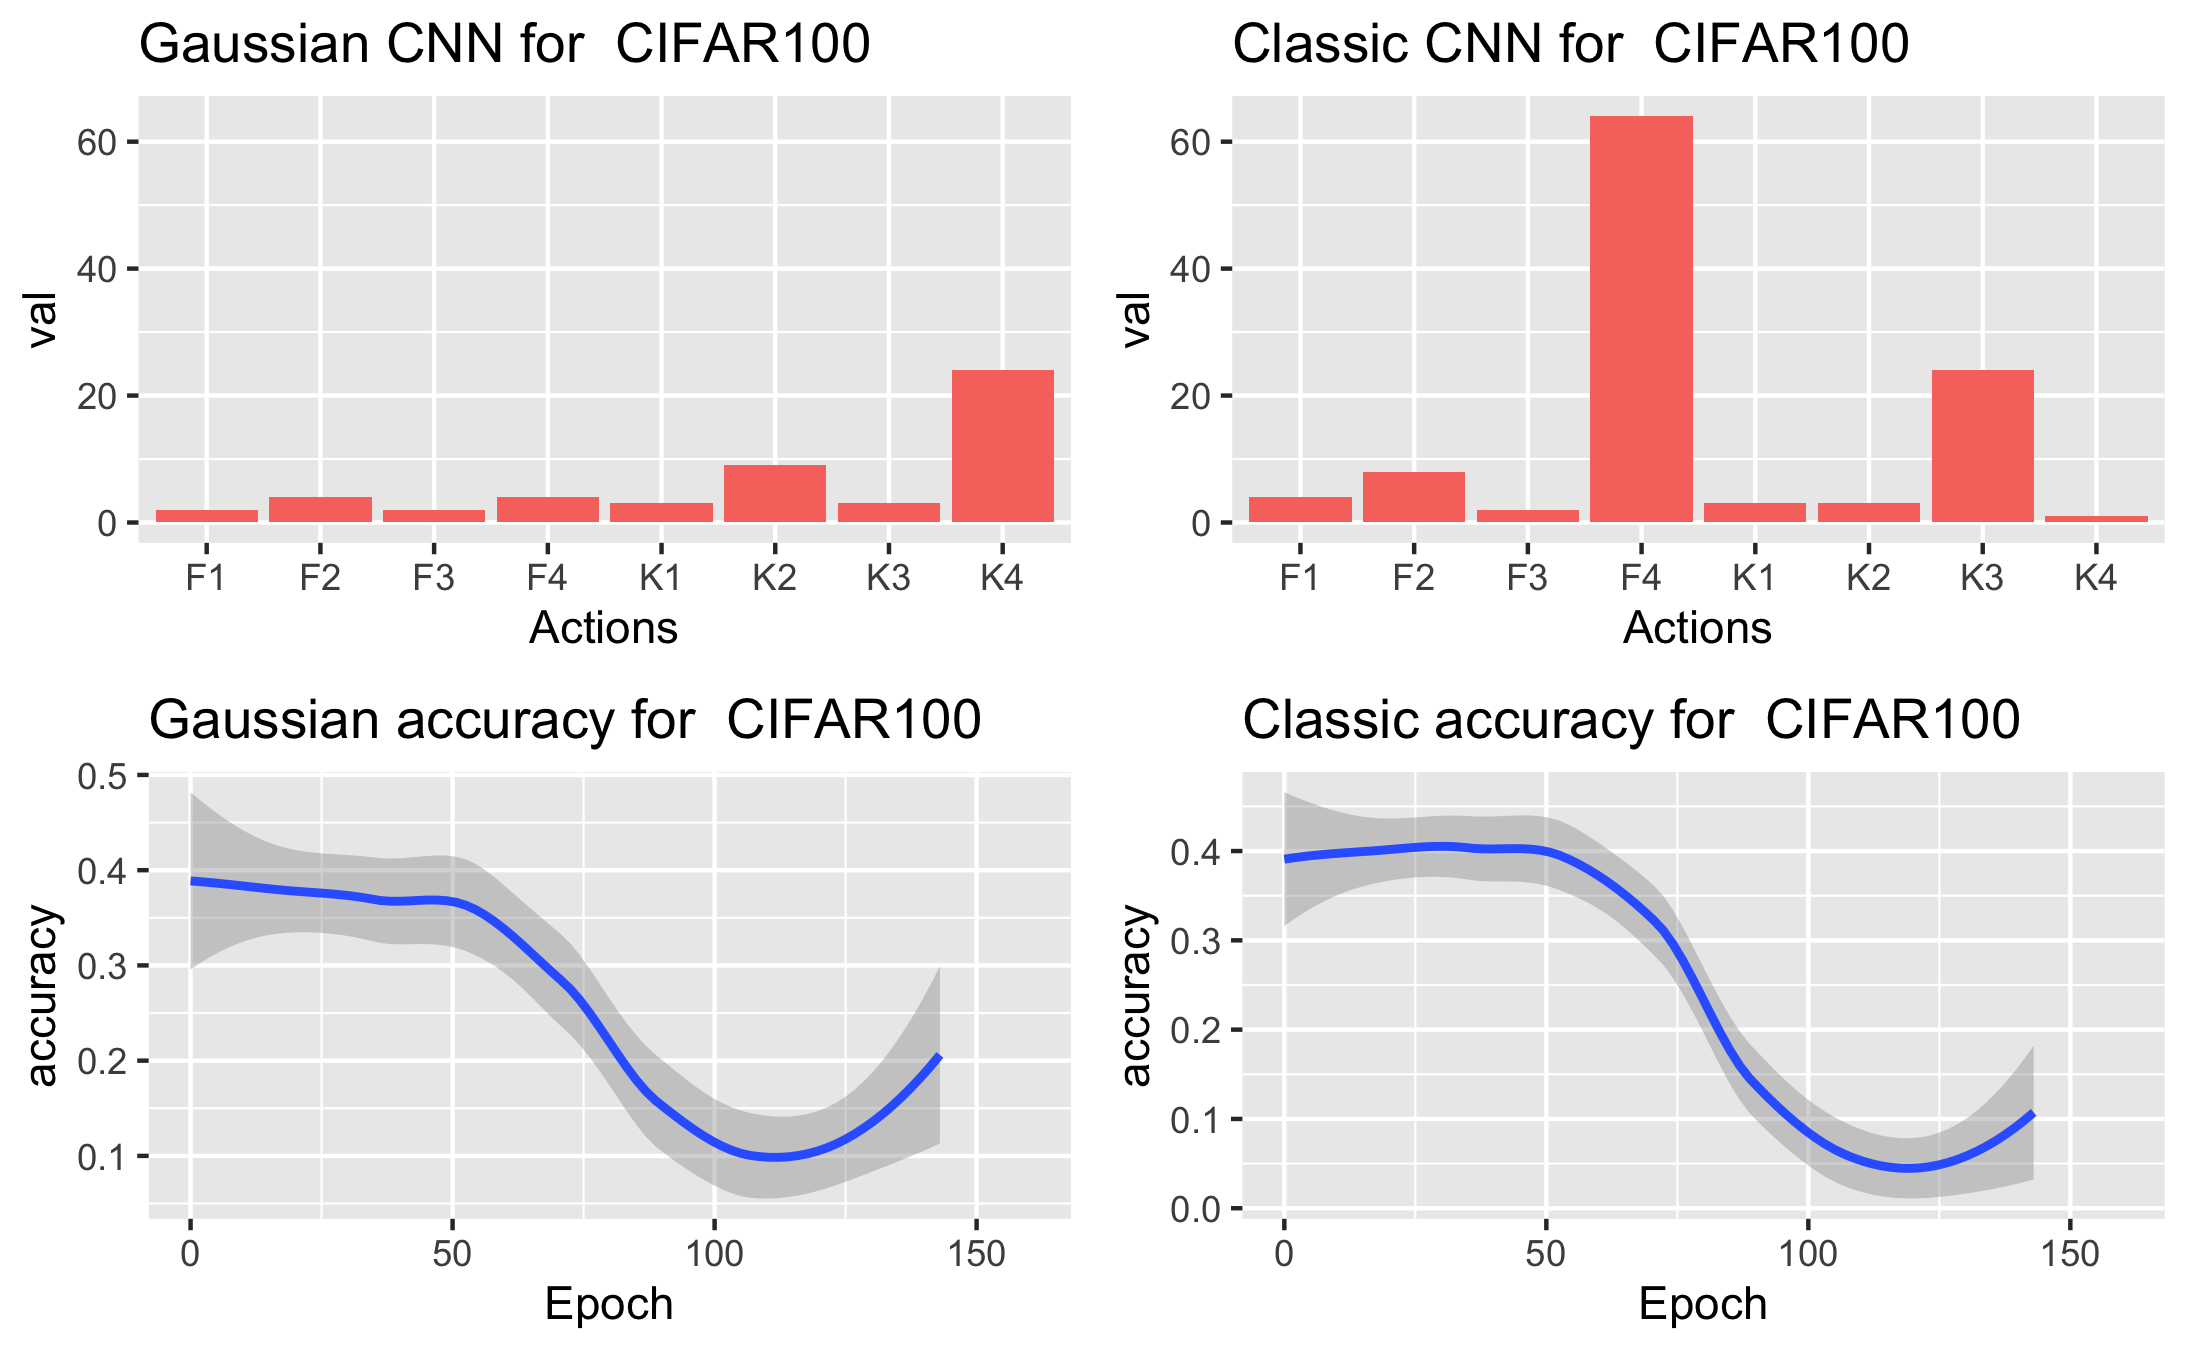 Gaussian CNN for  CIFAR100
60
40
20
0
val
F1 F2 F3 F4 K1 K2 K3 K4
Actions
Classic CNN for  CIFAR100
60
40
20
0
val
F1 F2 F3 F4 K1 K2 K3 K4
Actions
Gaussian accuracy for  CIFAR100
0.5
0.4
0.3
0.2
0.1
accuracy
0 50 100 150
Epoch
Classic accuracy for  CIFAR100
0.4
0.3
0.2
0.1
0.0
accuracy
0 50 100 150
Epoch